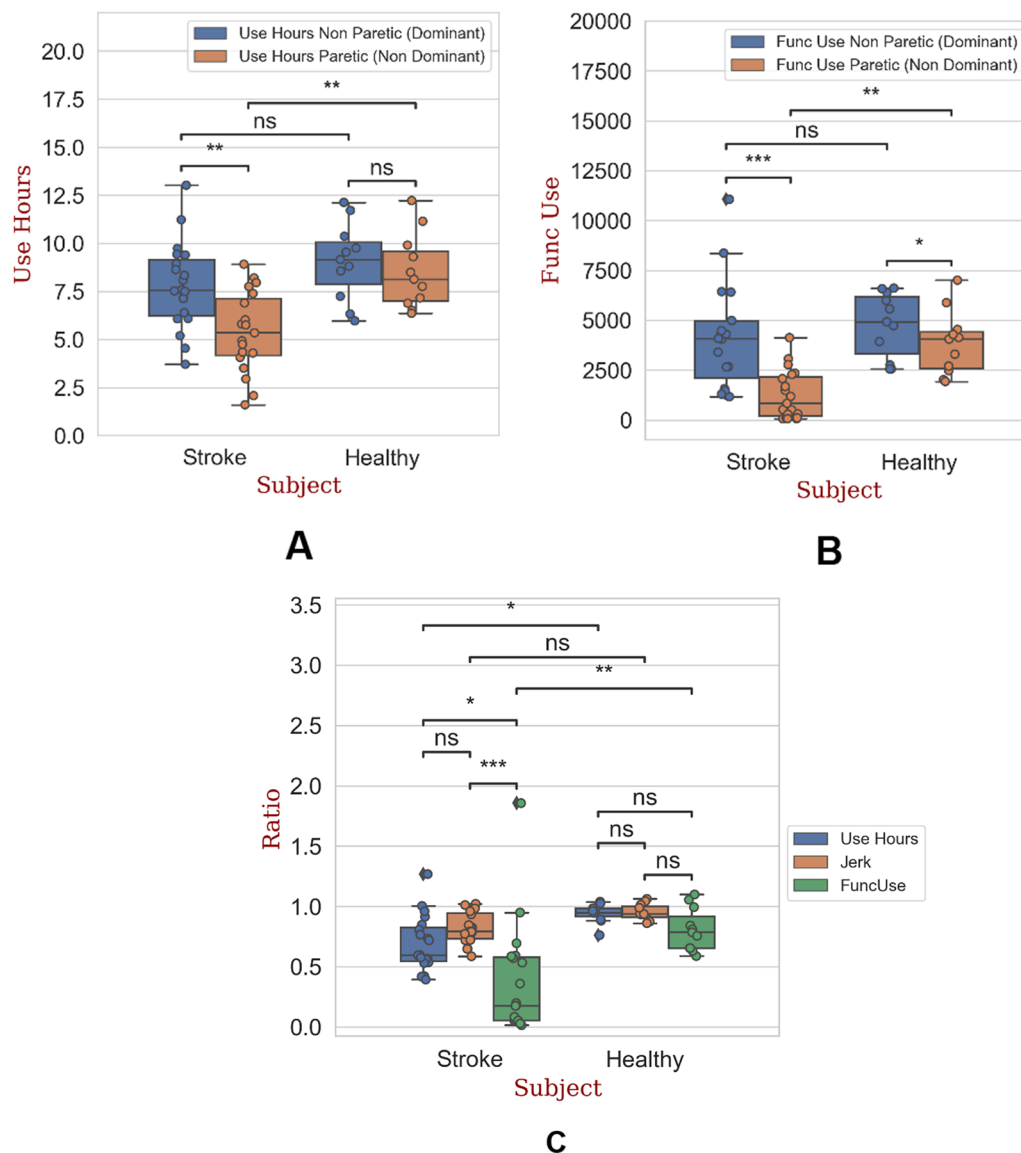 Use Hours Non Paretic (Dominant)
Use Hours Paretic (Non Dominant)
20.0
17.5
15.0
12.5
10.0
7.5
5.0
2.5
0.0
Use Hours
**
ns
**
ns
Stroke
Healthy
Subject
A
Func Use Non Paretic (Dominant)
Func Use Paretic (Non Dominant)
20000
17500
15000
12500
10000
7500
5000
2500
0
Func Use
**
ns
***
*
Stroke
Healthy
Subject
B
3.5
3.0
2.5
2.0
1.5
1.0
0.5
0.0
Ratio
*
ns
**
*
ns
***
ns
ns
ns
Use Hours
Jerk
FuncUse
Stroke
Healthy
Subject
C